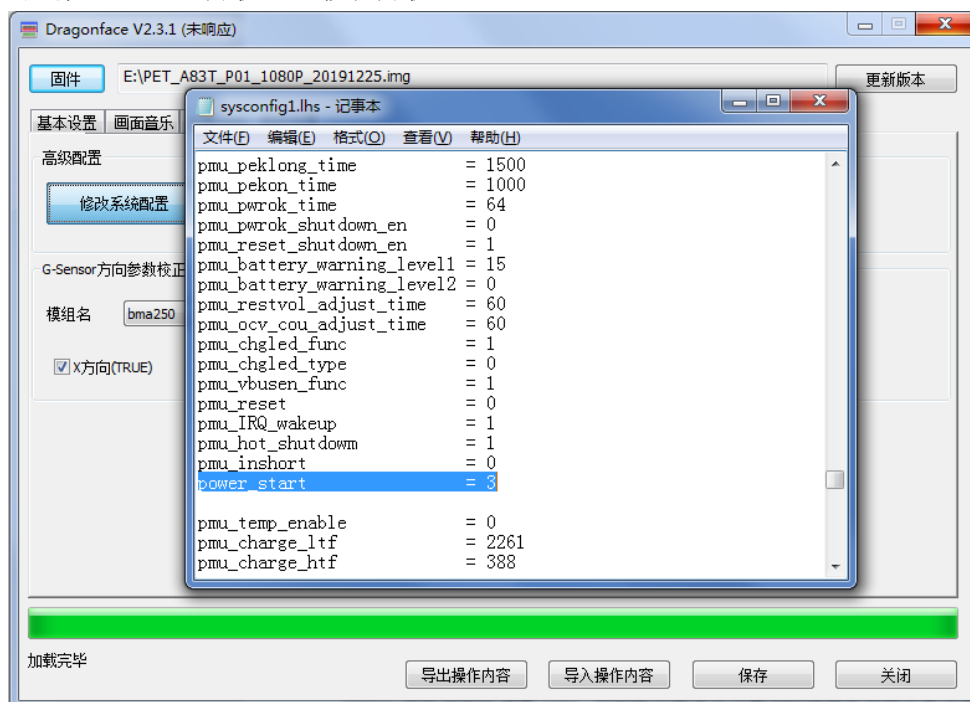 Dragonface V2.3.1 (未响应)
固件
E:\PET_A83T_P01_1080P_20191225.img
更新版本
基本设置
画面音乐
高级配置
修改系统配置
G-Sensor方向参数校正
模组名
bma250
X方向(TRUE)
sysconfig1.lhs - 记事本
文件(F) 编辑(E) 格式(O) 查看(V) 帮助(H)
pmu_peklong_time = 1500
pmu_pekon_time = 1000
pmu_pwrok_time = 64
pmu_pwrok_shutdown_en = 0
pmu_reset_shutdown_en = 1
pmu_battery_warning_level1 = 15
pmu_battery_warning_level2 = 0
pmu_restvol_adjust_time = 60
pmu_ocv_cou_adjust_time = 60
pmu_chgled_func = 1
pmu_chgled_type = 0
pmu_vbusen_func = 1
pmu_reset = 0
pmu_IRQ_wakeup = 1
pmu_hot_shutdowm = 1
pmu_inshort = 0
power_start = 3
pmu_temp_enable = 0
pmu_charge_ltf = 2261
pmu_charge_htf = 388
加载完毕
导出操作内容
导入操作内容
保存
关闭